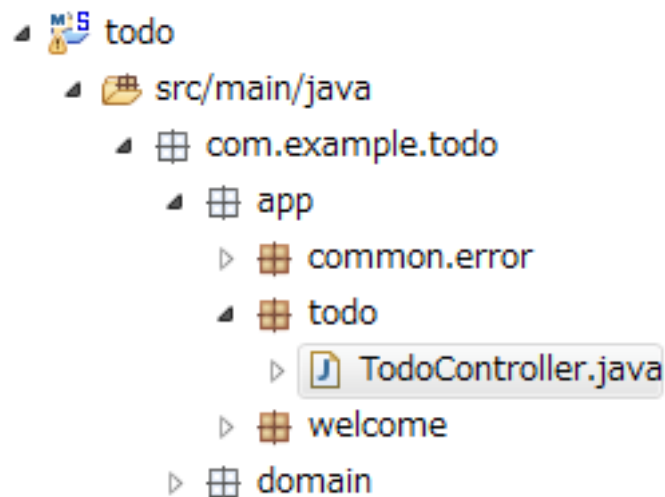 todo
src/main/java
com.example.todo
app
common.error
todo
TodoController.java
welcome
domain